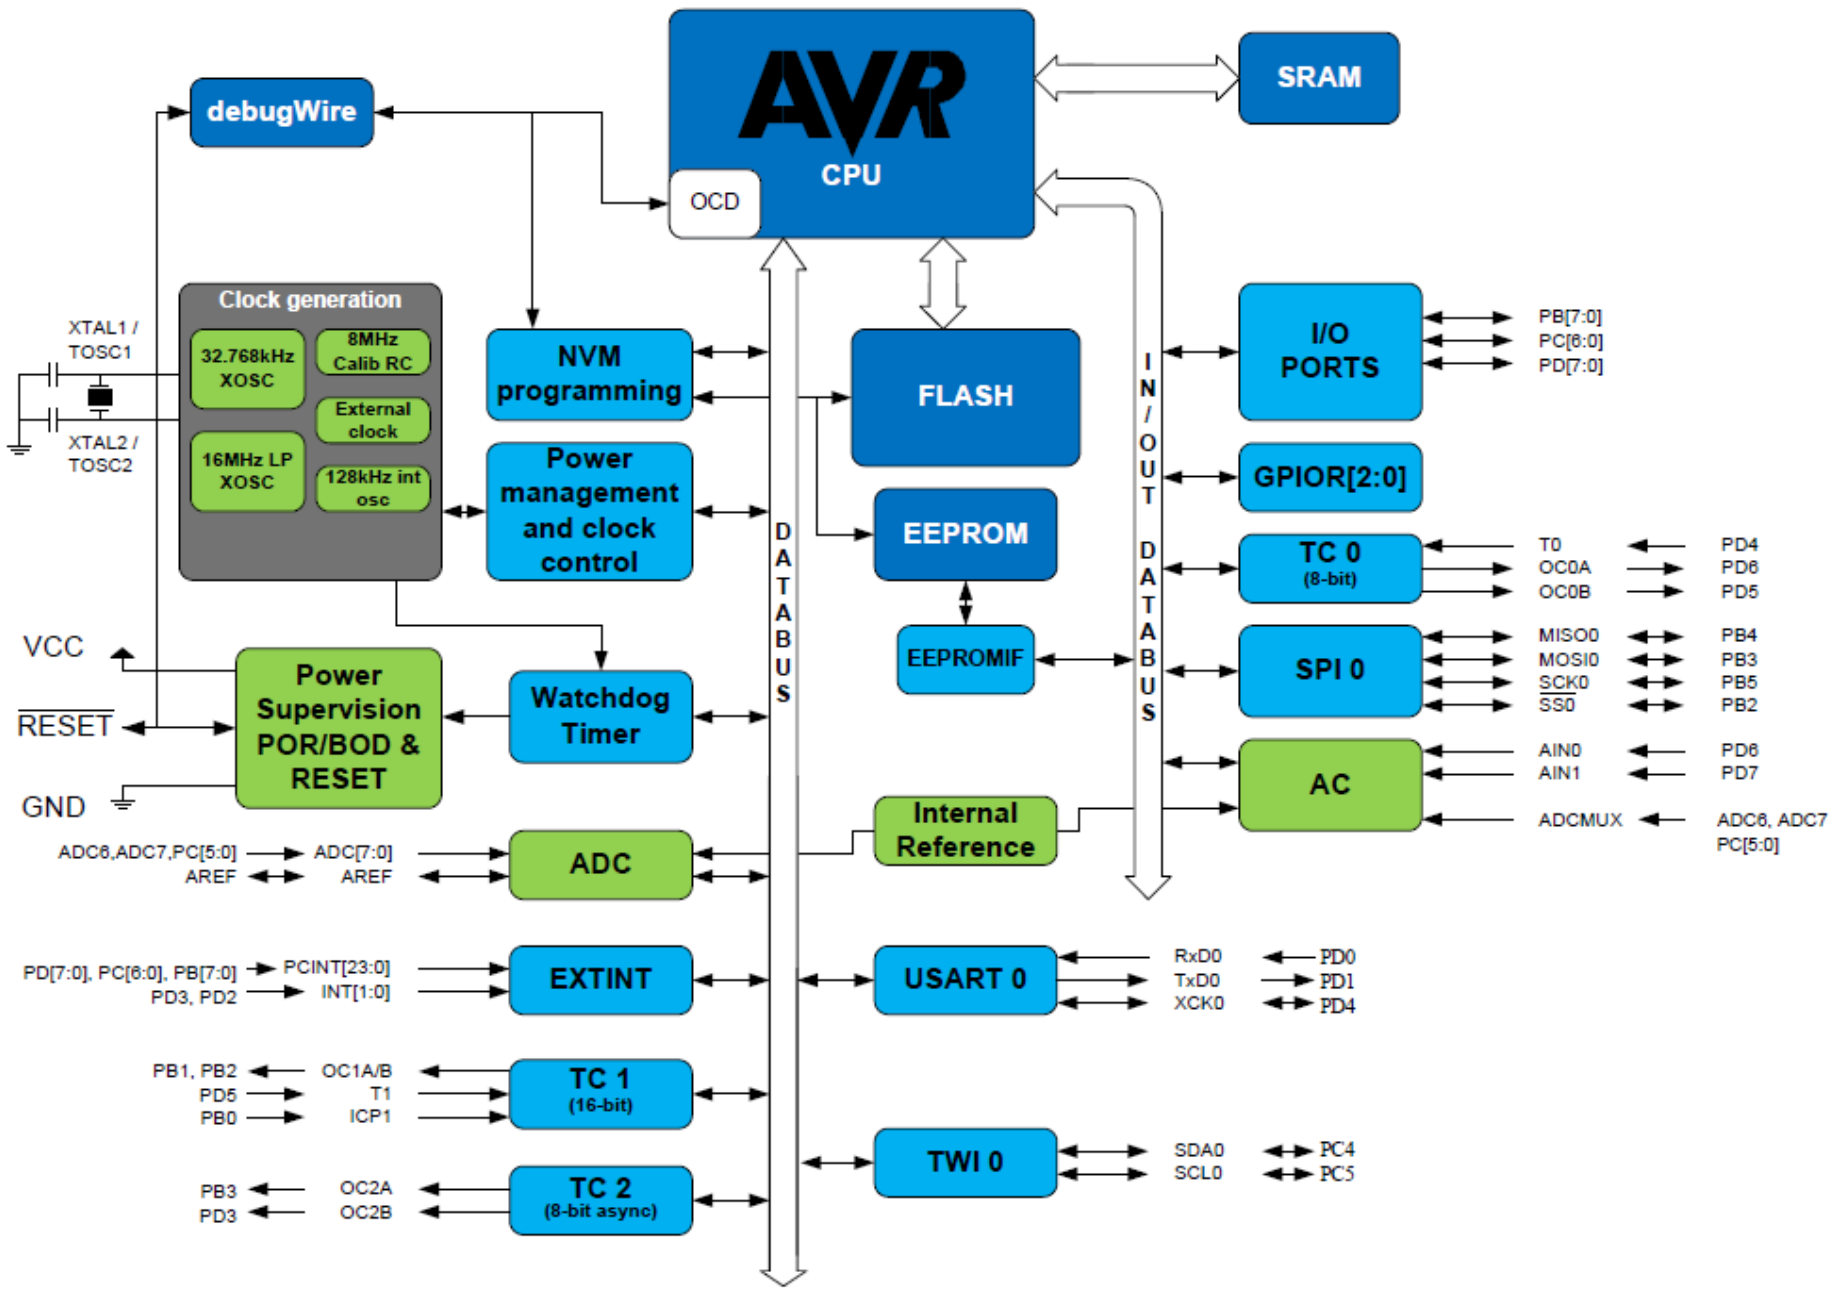 AVR
CPU
OCD
SRAM
debugWire
Clock generation
32.768kHz
XOSC
8MHz
Calib RC
External
clock
16MHz LP
XOSC
128kHz int
osc
XTAL1 /
TOSC1
XTAL2 /
TOSC2
NVM
programming
Power
management
and clock
control
FLASH
EEPROM
EEPROMIF
I/O
PORTS
PB[7:0]
PC[6:0]
PD[7:0]
GPIOR[2:0]
TC 0
(8-bit)
T0 PD4
OC0A PD6
OC0B PD5
SPI 0
MISO0 PB4
MOSI0 PB3
SCK0 PB5
SS0 PB2
AC
AIN0 PD6
AIN1 PD7
ADCMUX ADC6, ADC7
PC[5:0]
IN/OUT DATABUS
DATABUS
VCC
RESET
GND
Power
Supervision
POR/BOD &
RESET
Watchdog
Timer
Internal
Reference
ADC6,ADC7,PC[5:0] ADC[7:0]
AREF AREF
ADC
PD[7:0], PC[6:0], PB[7:0] PCINT[23:0]
PD3, PD2 INT[1:0]
EXTINT
USART 0
RxD0 PD0
TxD0 PD1
XCK0 PD4
PB1, PB2 OC1A/B
PD5 T1
PB0 ICP1
TC 1
(16-bit)
TWI 0
SDA0 PC4
SCL0 PC5
PB3 OC2A
PD3 OC2B
TC 2
(8-bit async)